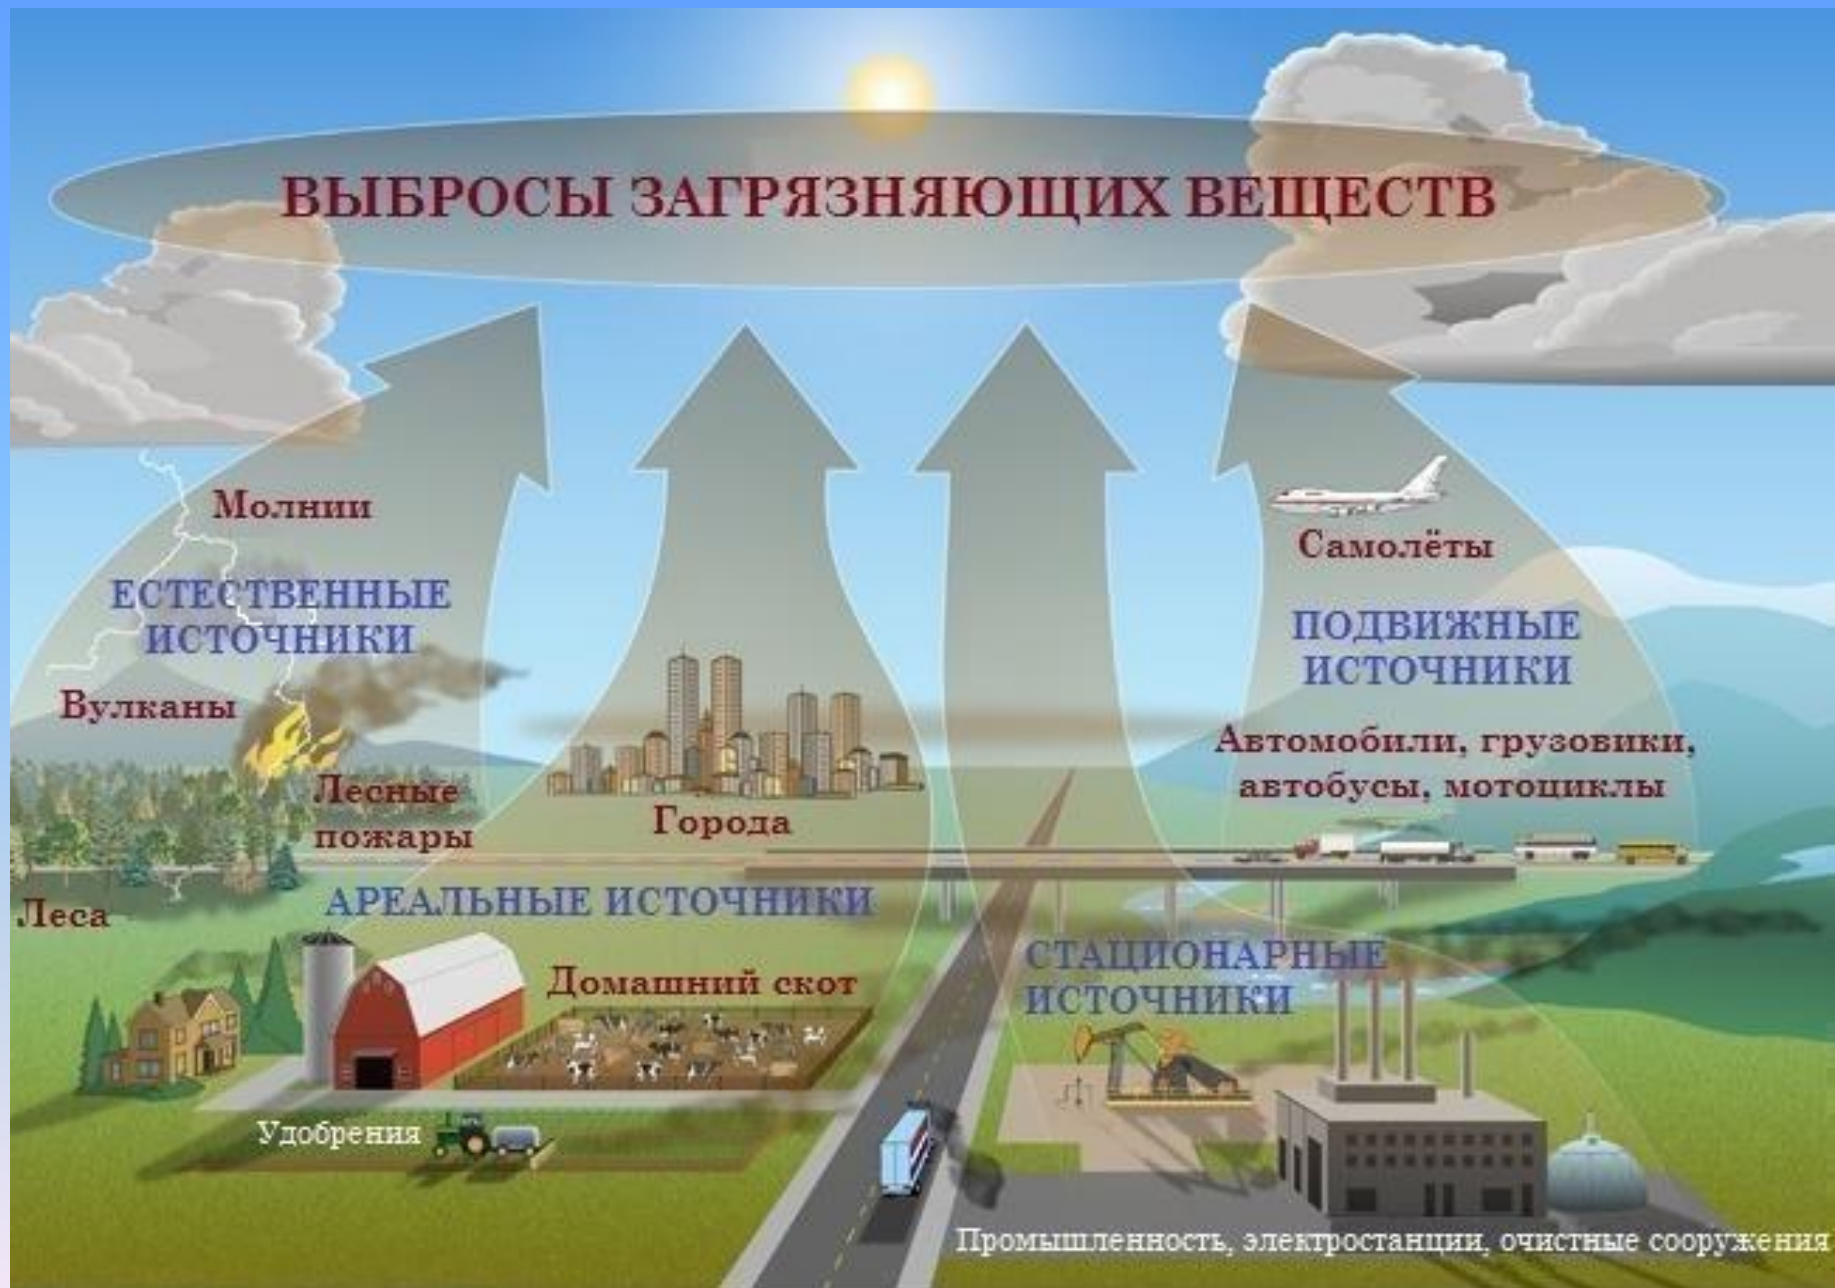 ВЫБРОСЫ ЗАГРЯЗНЯЮЩИХ ВЕЩЕСТВ
Молнии
ЕСТЕСТВЕННЫЕ
ИСТОЧНИКИ
Вулканы
Лесные
пожары
Леса
Города
АРЕАЛЬНЫЕ ИСТОЧНИКИ
Домашний скот
Удобрения
Самолёты
ПОДВИЖНЫЕ
ИСТОЧНИКИ
Автомобили, грузовики,
автобусы, мотоциклы
СТАЦИОНАРНЫЕ
ИСТОЧНИКИ
Промышленность, электростанции, очистные сооружения